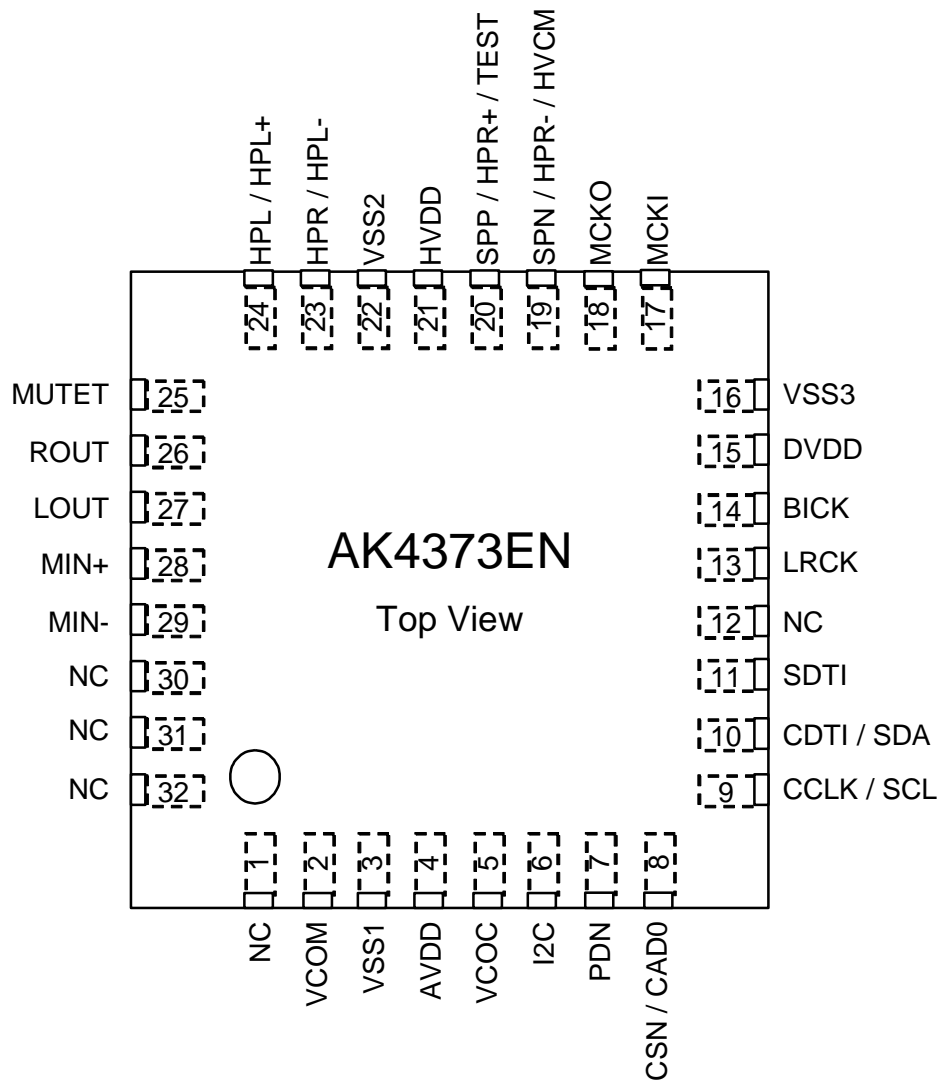 HPL / HPL+
HPR / HPL-
VSS2
HVDD
SPP / HPR+ / TEST
SPN / HPR- / HVCM
MCKO
MCKI
24
23
22
21
20
19
18
17
MUTET
25
ROUT
26
LOUT
27
MIN+
28
MIN-
29
NC
30
NC
31
NC
32
AK4373EN
Top View
16
VSS3
15
DVDD
14
BICK
13
LRCK
12
NC
11
SDTI
10
CDTI / SDA
9
CCLK / SCL
1
2
3
4
5
6
7
8
NC
VCOM
VSS1
AVDD
VCOC
I2C
PDN
CSN / CAD0